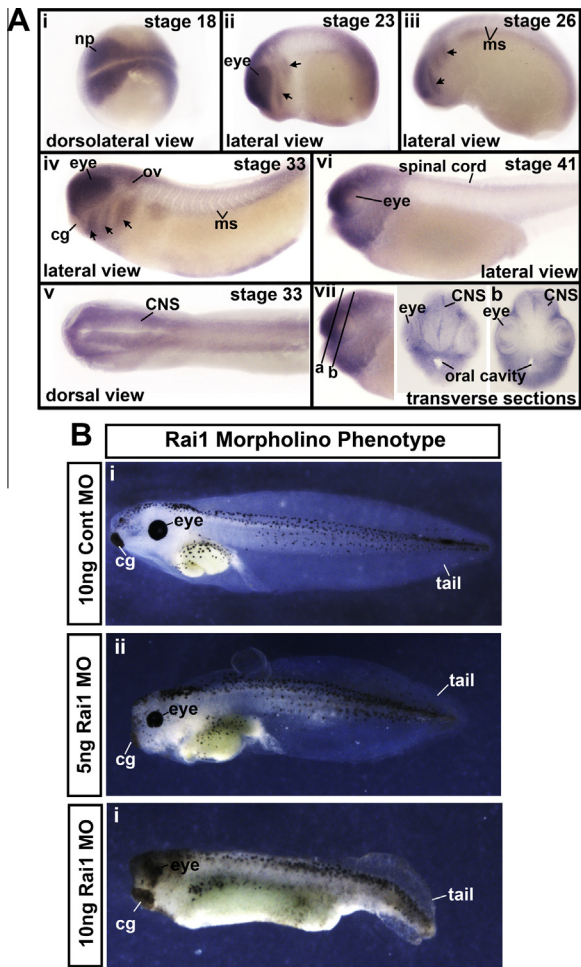 A
i
stage 18
np
dorsolateral view
ii
stage 23
eye
lateral view
iii
stage 26
ms
lateral view
iv
stage 33
eye
ov
cg
ms
lateral view
vi
stage 41
spinal cord
eye
lateral view
v
stage 33
CNS
dorsal view
vii
a
b
CNS
eye
b
CNS
eye
oral cavity
transverse sections
B
Rai1 Morpholino Phenotype
10ng Cont MO
i
eye
cg
tail
5ng Rai1 MO
ii
eye
cg
tail
10ng Rai1 MO
i
eye
cg
tail